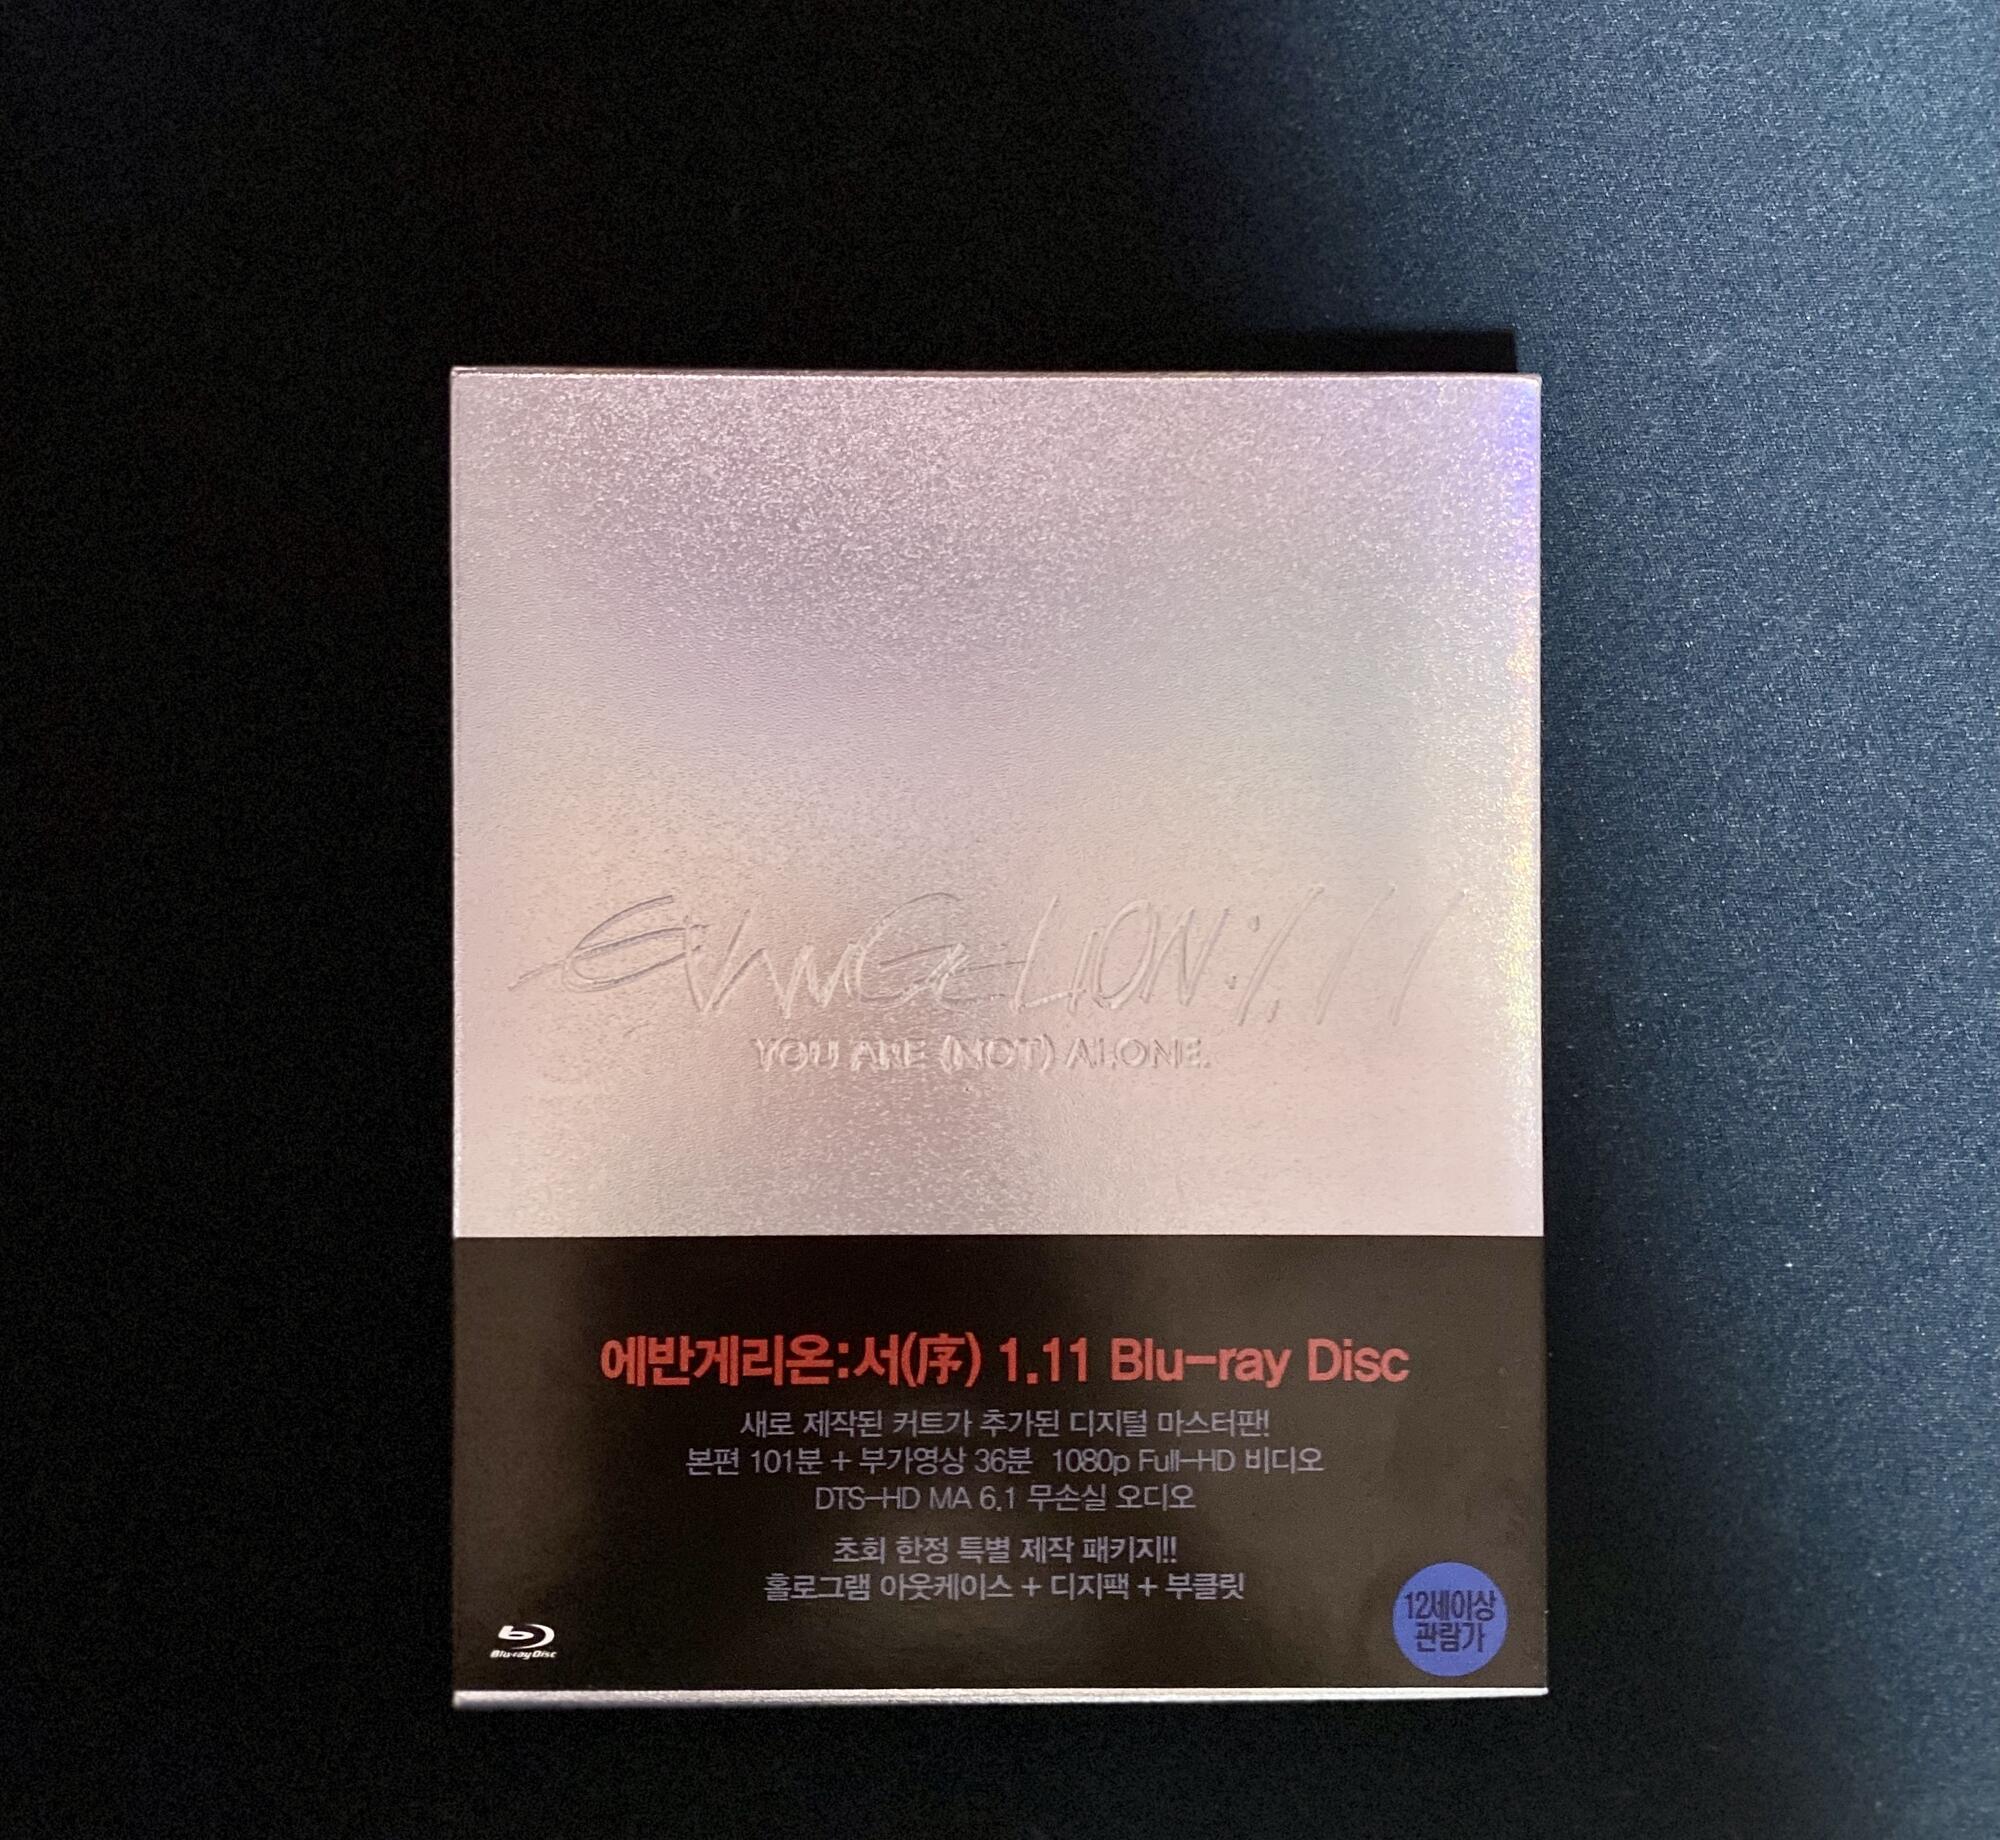 EVANGELION:1.11
YOU ARE (NOT) ALONE.
에반게리온:서(序) 1.11 Blu-ray Disc
새로 제작된 커트가 추가된 디지털 마스터판!
본편 101분 + 부가영상 36분 1080p Full-HD 비디오
DTS-HD MA 6.1 무손실 오디오
초회 한정 특별 제작 패키지!!
홀로그램 아웃케이스 + 디지팩 + 부클릿
12세이상
관람가
Blu-ray Disc